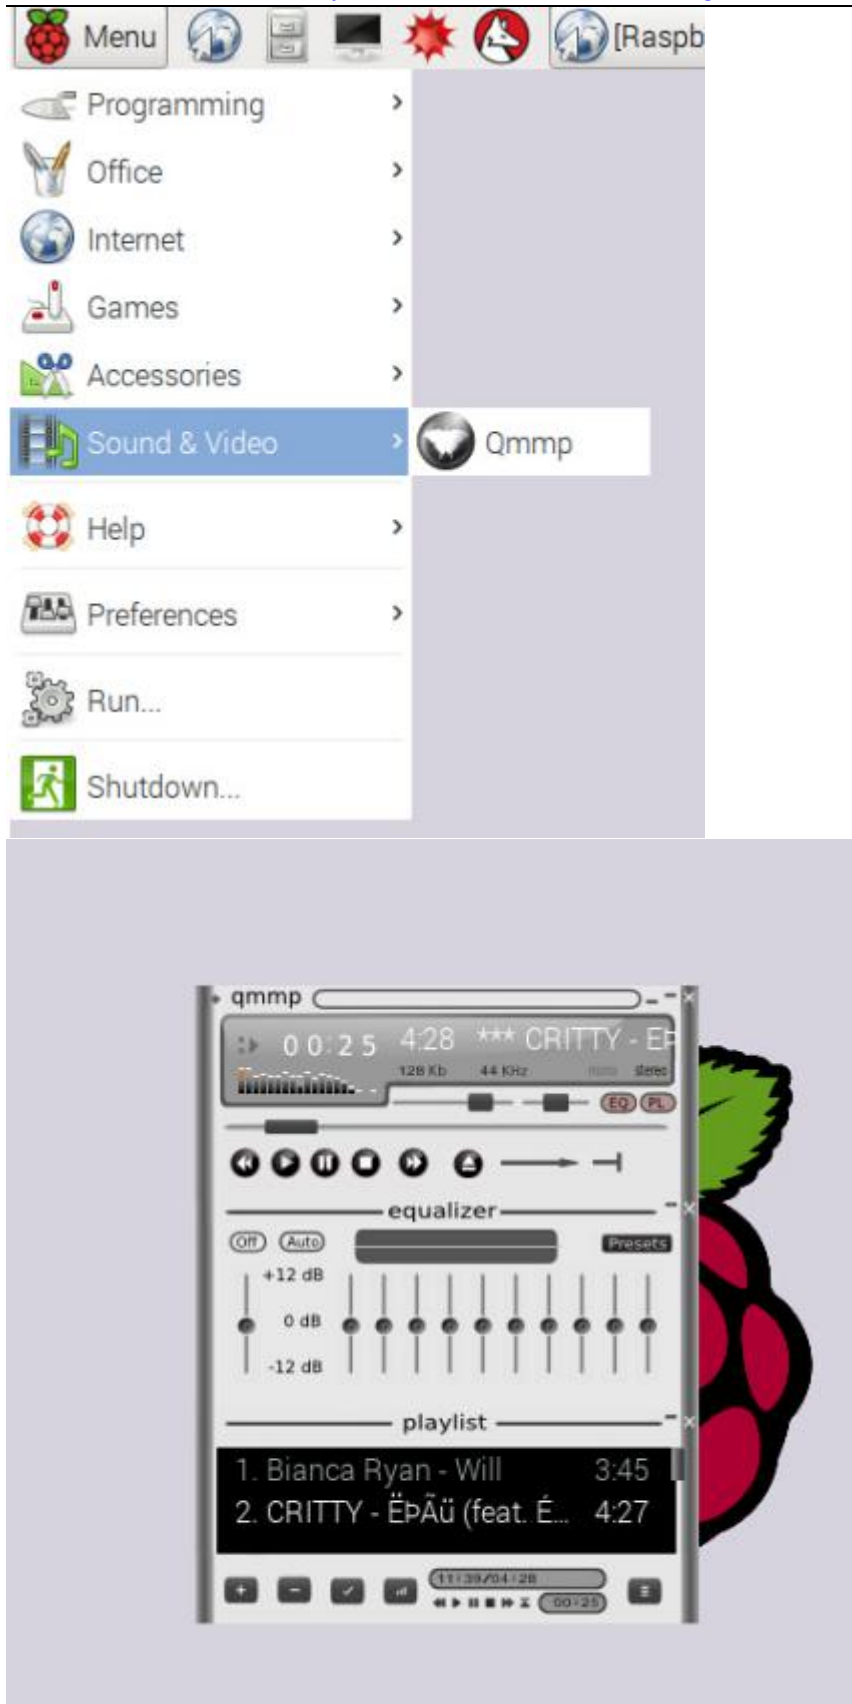 Menu [Raspb
Programming
Office
Internet
Games
Accessories
Sound & Video
Qmmp
Help
Preferences
Run...
Shutdown...
qmmp
00:25 4:28 *** CRITTY - EÞ
128 Kb 44 KHz mono stereo
EQ PL
equalizer
Off Auto Presets
+12 dB
0 dB
-12 dB
playlist
1. Bianca Ryan - Will 3:45
2. CRITTY - ËÞÃü (feat. É... 4:27
11:39/04:28
00:25